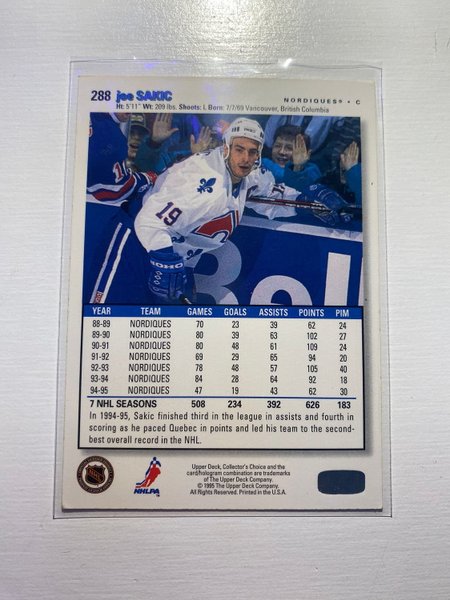 288 joe SAKIC
NORDIQUES® • C
Ht: 5'11" Wt: 209 lbs. Shoots: L Born: 7/7/69 Vancouver, British Columbia
19
YEAR TEAM GAMES GOALS ASSISTS POINTS PIM
88-89 NORDIQUES 70 23 39 62 24
89-90 NORDIQUES 80 39 63 102 27
90-91 NORDIQUES 80 48 61 109 24
91-92 NORDIQUES 69 29 65 94 20
92-93 NORDIQUES 78 48 57 105 40
93-94 NORDIQUES 84 28 64 92 18
94-95 NORDIQUES 47 19 43 62 30
7 NHL SEASONS 508 234 392 626 183
In 1994-95, Sakic finished third in the league in assists and fourth in
scoring as he paced Quebec in points and led his team to the second-
best overall record in the NHL.
Upper Deck, Collector's Choice and the
card/hologram combination are trademarks
of The Upper Deck Company.
© 1995 The Upper Deck Company.
All Rights Reserved. Printed in the U.S.A.
NHLPA